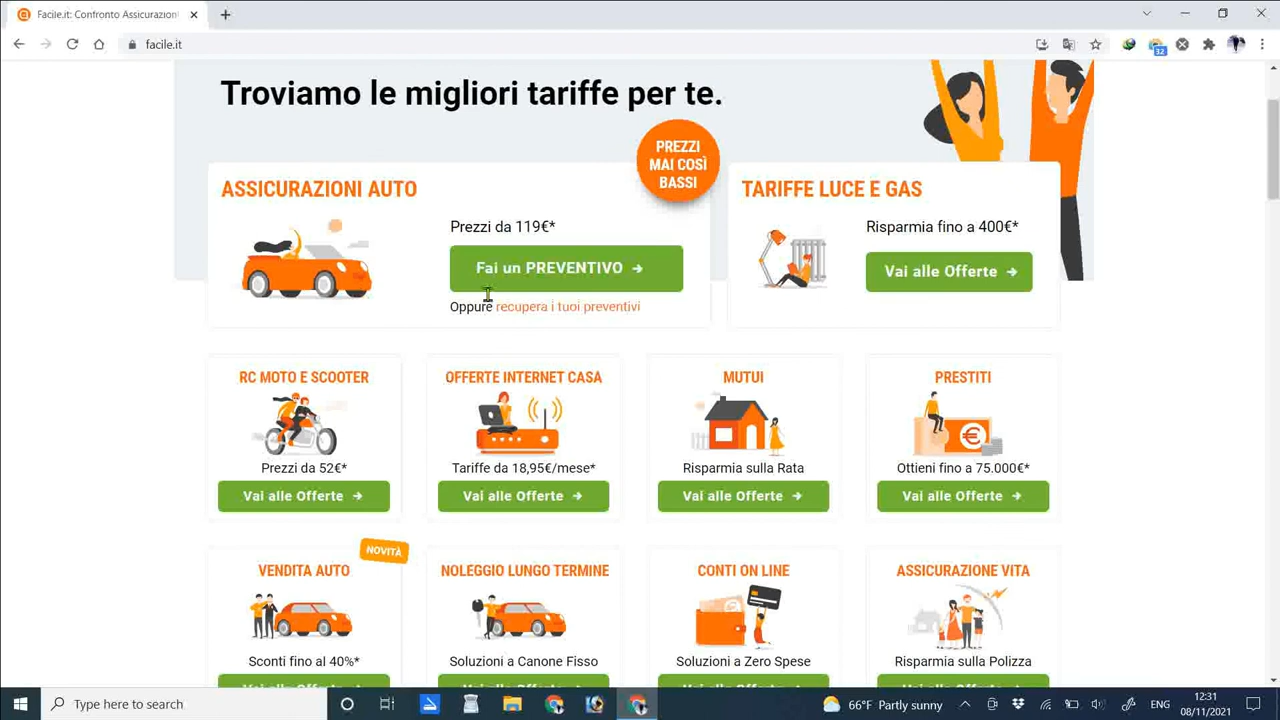 Facile.it: Confronto Assicurazion
facile.it
32
Troviamo le migliori tariffe per te.
PREZZI
MAI COSÌ
BASSI
ASSICURAZIONI AUTO
Prezzi da 119€*
Fai un PREVENTIVO →
Oppure recupera i tuoi preventivi
TARIFFE LUCE E GAS
Risparmia fino a 400€*
Vai alle Offerte →
RC MOTO E SCOOTER
Prezzi da 52€*
Vai alle Offerte →
OFFERTE INTERNET CASA
Tariffe da 18,95€/mese*
Vai alle Offerte →
MUTUI
Risparmia sulla Rata
Vai alle Offerte →
PRESTITI
Ottieni fino a 75.000€*
Vai alle Offerte →
NOVITÀ
VENDITA AUTO
Sconti fino al 40%*
NOLEGGIO LUNGO TERMINE
Soluzioni a Canone Fisso
CONTI ON LINE
Soluzioni a Zero Spese
ASSICURAZIONE VITA
Risparmia sulla Polizza
Type here to search
66°F Partly sunny
ENG
12:31
08/11/2021